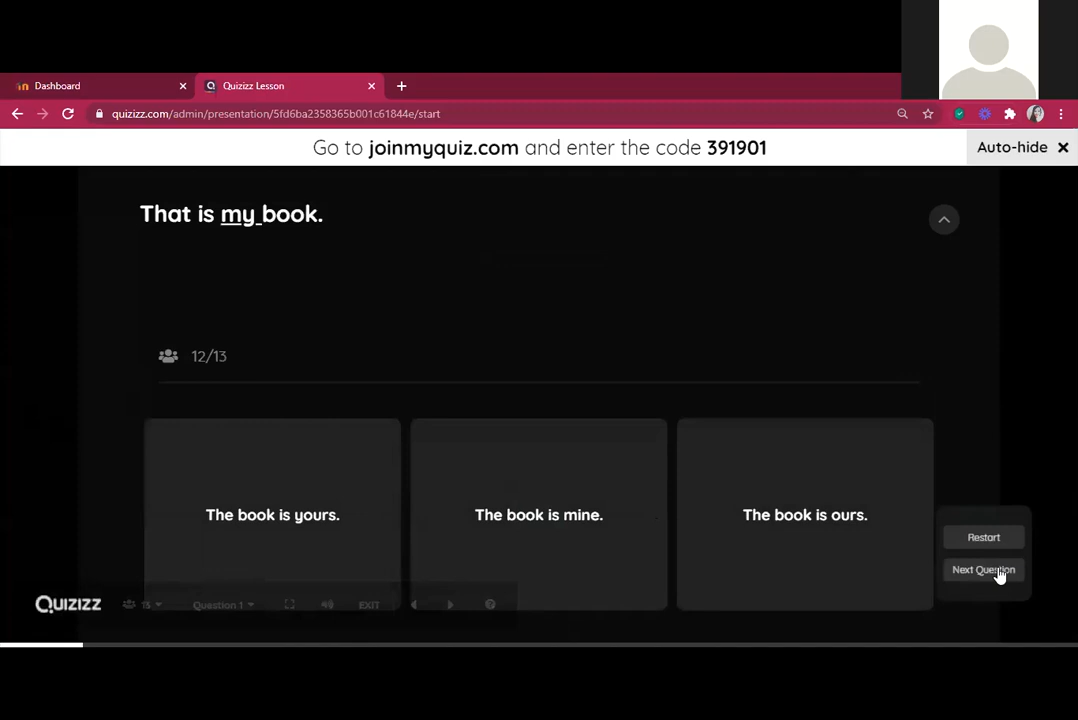 Dashboard
Quizizz Lesson
quizizz.com/admin/presentation/5fd6ba2358365b001c61844e/start
Go to joinmyquiz.com and enter the code 391901
Auto-hide
That is my book.
12/13
The book is yours.
The book is mine.
The book is ours.
Restart
Next Question
QUIZIZZ
13
Question 1
EXIT